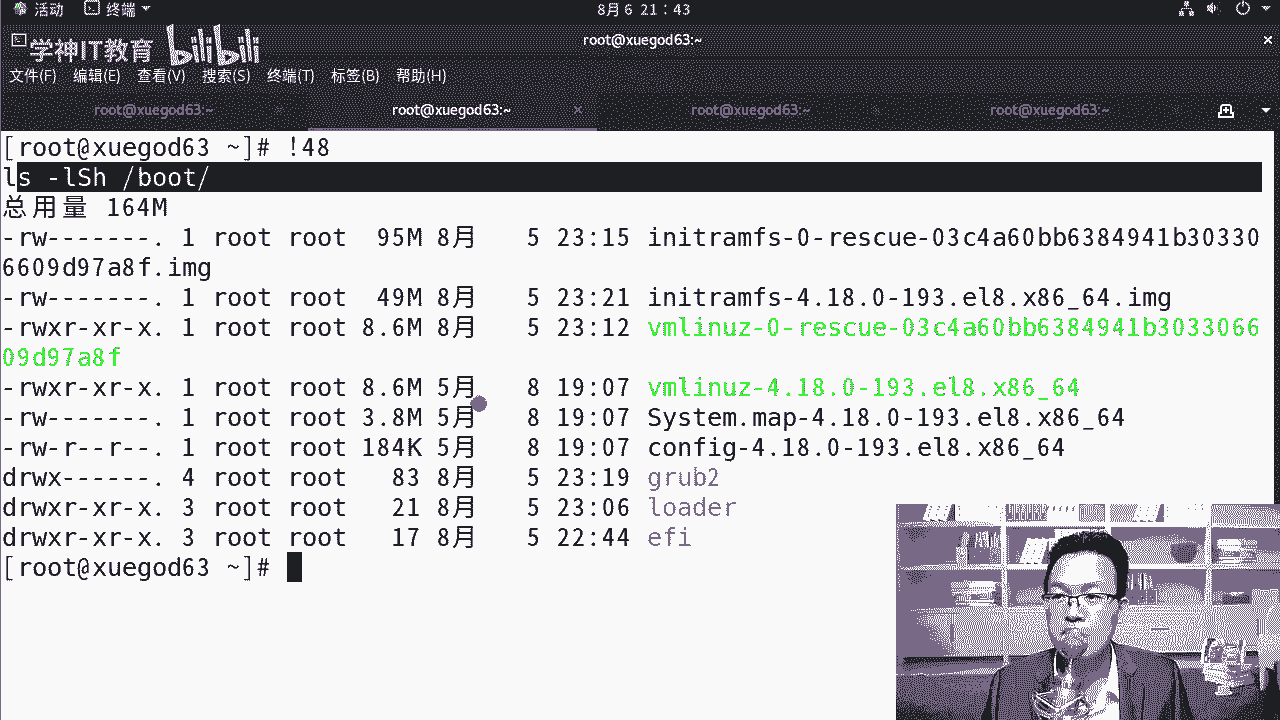 活动 终端 8月 6 21：43
学神IT教育 bilibili
root@xuegod63:~ ×
文件(F) 编辑(E) 查看(V) 搜索(S) 终端(T) 标签(B) 帮助(H)
root@xuegod63:~ × root@xuegod63:~ × root@xuegod63:~ × root@xuegod63:~
[root@xuegod63 ~]# !48
ls -lSh /boot/
总用量 164M
-rw-------. 1 root root 95M 8月 5 23:15 initramfs-0-rescue-03c4a60bb6384941b30330
6609d97a8f.img
-rw-------. 1 root root 49M 8月 5 23:21 initramfs-4.18.0-193.el8.x86_64.img
-rwxr-xr-x. 1 root root 8.6M 8月 5 23:12 vmlinuz-0-rescue-03c4a60bb6384941b3033066
09d97a8f
-rwxr-xr-x. 1 root root 8.6M 5月 8 19:07 vmlinuz-4.18.0-193.el8.x86_64
-rw-------. 1 root root 3.8M 5月 8 19:07 System.map-4.18.0-193.el8.x86_64
-rw-r--r--. 1 root root 184K 5月 8 19:07 config-4.18.0-193.el8.x86_64
drwx------. 4 root root 83 8月 5 23:19 grub2
drwxr-xr-x. 3 root root 21 8月 5 23:06 loader
drwxr-xr-x. 3 root root 17 8月 5 22:44 efi
[root@xuegod63 ~]#